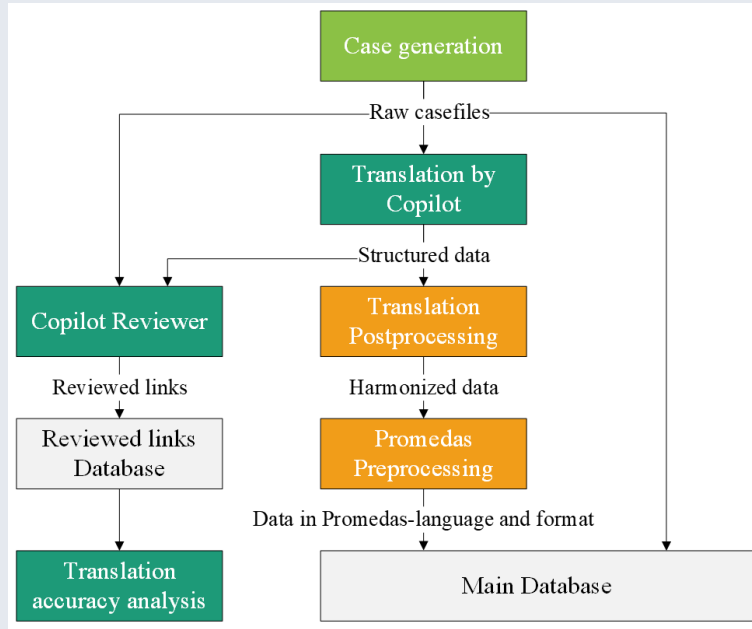 Case generation
Raw casefiles
Translation by
Copilot
Structured data
Copilot Reviewer
Translation
Postprocessing
Reviewed links
Harmonized data
Reviewed links
Database
Promedas
Preprocessing
Data in Promedas-language and format
Translation
accuracy analysis
Main Database